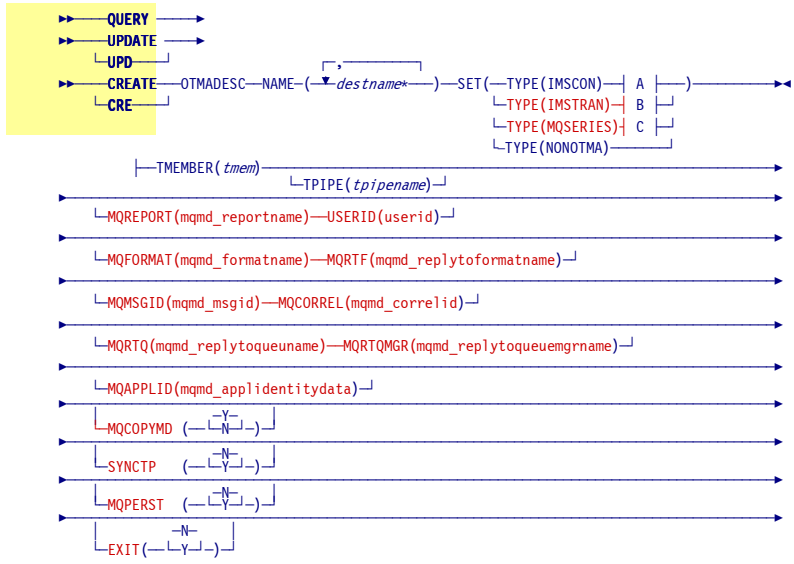 QUERY
UPDATE
UPD ,
CREATE OTMADESC NAME ( destname* ) SET( TYPE(IMSCON) A )
CRE TYPE(IMSTRAN) B
TYPE(MQSERIES) C
TYPE(NONOTMA)
TMEMBER(tmem)
TPIPE(tpipename)
MQREPORT(mqmd_reportname) USERID(userid)
MQFORMAT(mqmd_formatname) MQRTF(mqmd_replytoformatname)
MQMSGID(mqmd_msgid) MQCORREL(mqmd_correlid)
MQRTQ(mqmd_replytoqueuname) MQRTQMGR(mqmd_replytoqueuemgrname)
MQAPPLID(mqmd_applidentitydata)
Y
MQCOPYMD ( N )
N
SYNCTP ( Y )
N
MQPERST ( Y )
N
EXIT( Y )